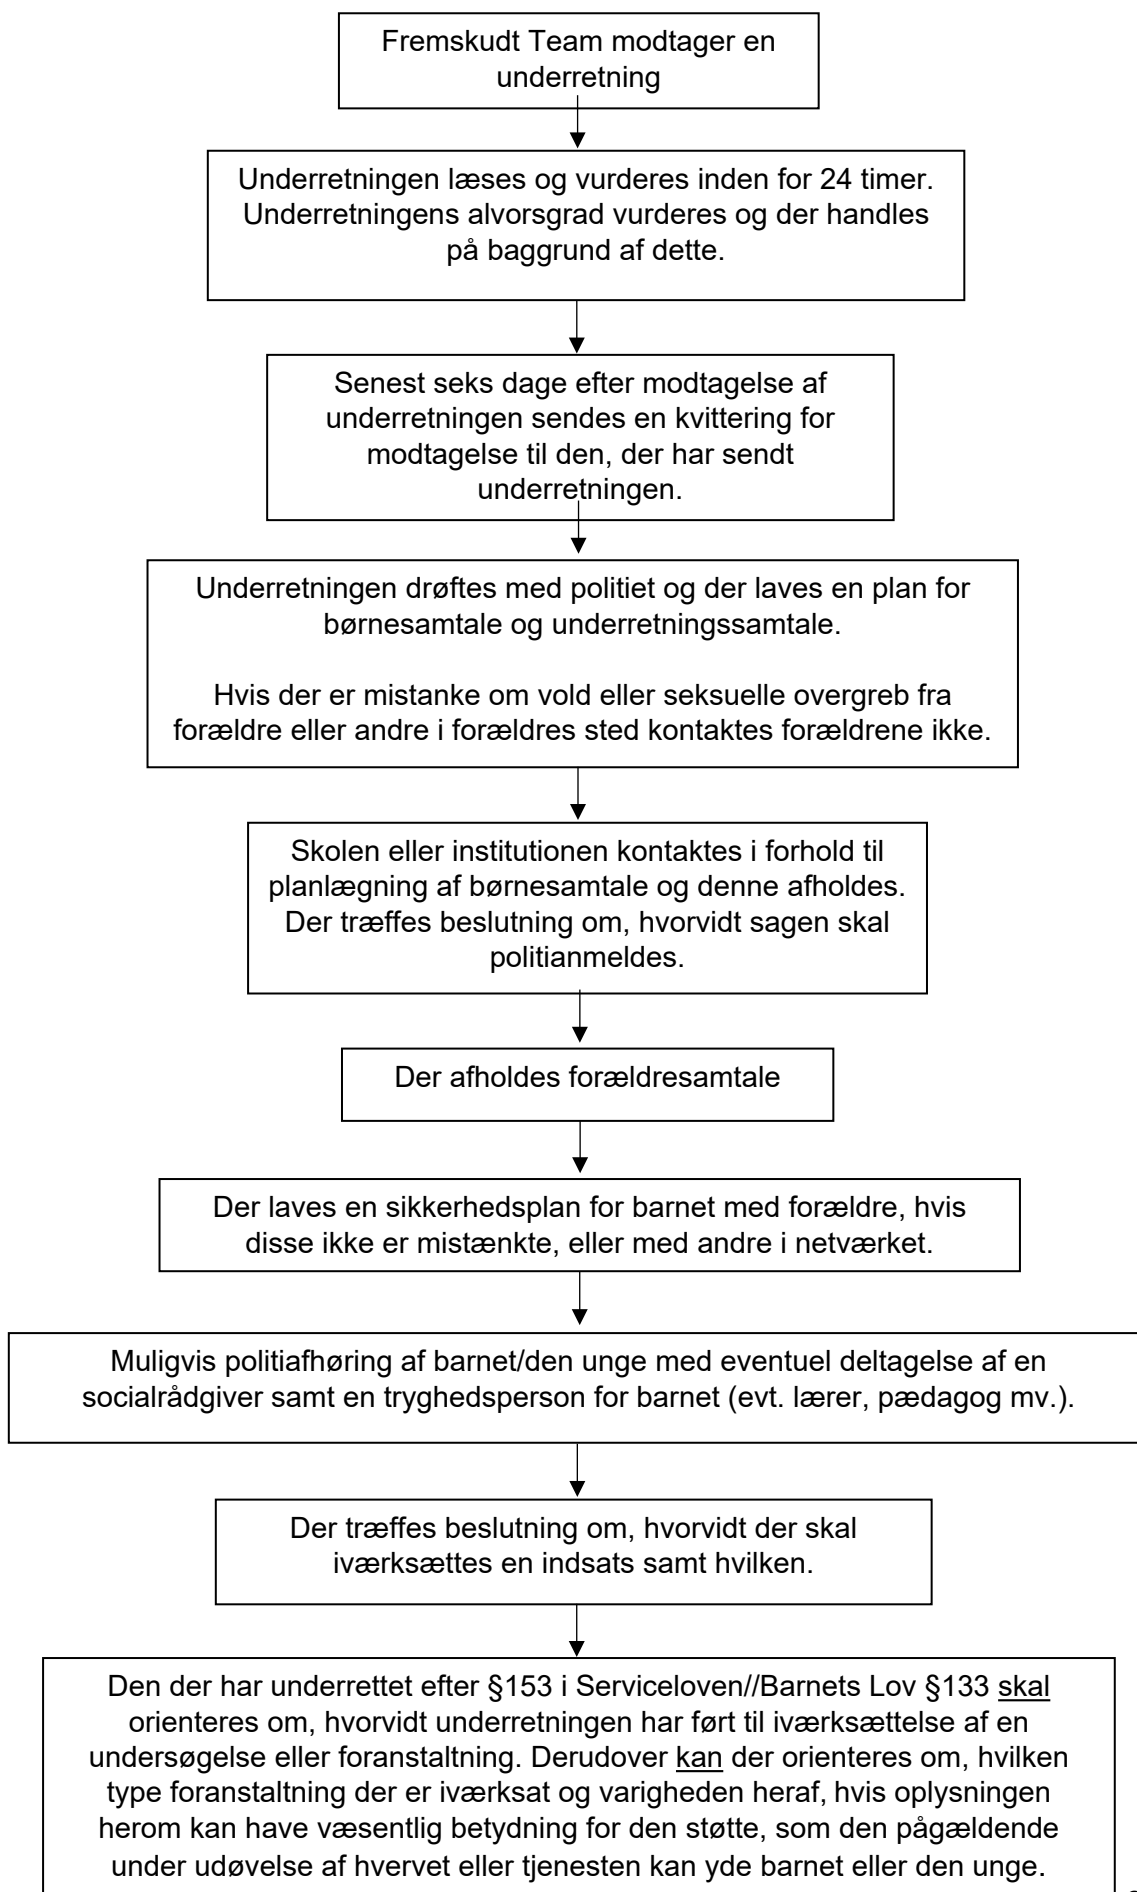 Fremskudt Team modtager en
underretning
Underretningen læses og vurderes inden for 24 timer.
Underretningens alvorsgrad vurderes og der handles
på baggrund af dette.
Senest seks dage efter modtagelse af
underretningen sendes en kvittering for
modtagelse til den, der har sendt
underretningen.
Underretningen drøftes med politiet og der laves en plan for
børnesamtale og underretningssamtale.
Hvis der er mistanke om vold eller seksuelle overgreb fra
forældre eller andre i forældres sted kontaktes forældrene ikke.
Skolen eller institutionen kontaktes i forhold til
planlægning af børnesamtale og denne afholdes.
Der træffes beslutning om, hvorvidt sagen skal
politianmeldes.
Der afholdes forældresamtale
Der laves en sikkerhedsplan for barnet med forældre, hvis
disse ikke er mistænkte, eller med andre i netværket.
Muligvis politiafhøring af barnet/den unge med eventuel deltagelse af en
socialrådgiver samt en tryghedsperson for barnet (evt. lærer, pædagog mv.).
Der træffes beslutning om, hvorvidt der skal
iværksættes en indsats samt hvilken.
Den der har underrettet efter §153 i Serviceloven//Barnets Lov §133 skal
orienteres om, hvorvidt underretningen har ført til iværksættelse af en
undersøgelse eller foranstaltning. Derudover kan der orienteres om, hvilken
type foranstaltning der er iværksat og varigheden heraf, hvis oplysningen
herom kan have væsentlig betydning for den støtte, som den pågældende
under udøvelse af hvervet eller tjenesten kan yde barnet eller den unge.